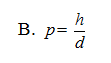 B. p = h/d